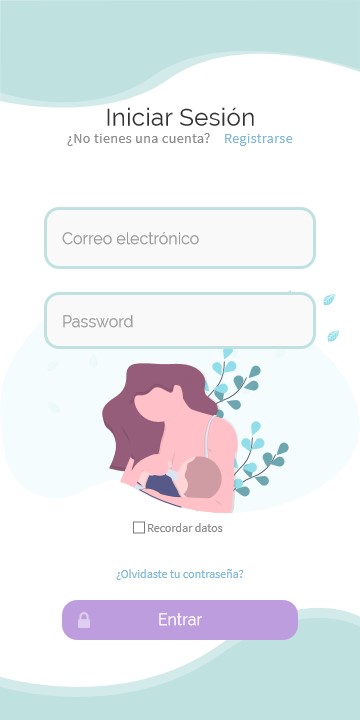 Iniciar Sesión
¿No tienes una cuenta? Registrarse
Correo electrónico
Password
Recordar datos
¿Olvidaste tu contraseña?
Entrar